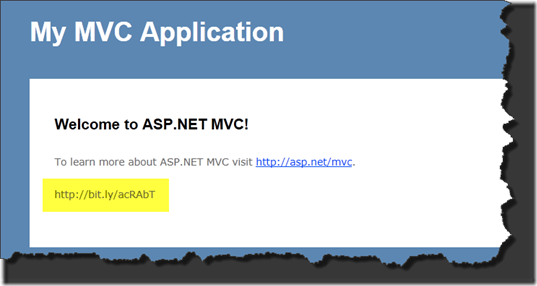 My MVC Application
Welcome to ASP.NET MVC!
To learn more about ASP.NET MVC visit http://asp.net/mvc.
http://bit.ly/acRAbT